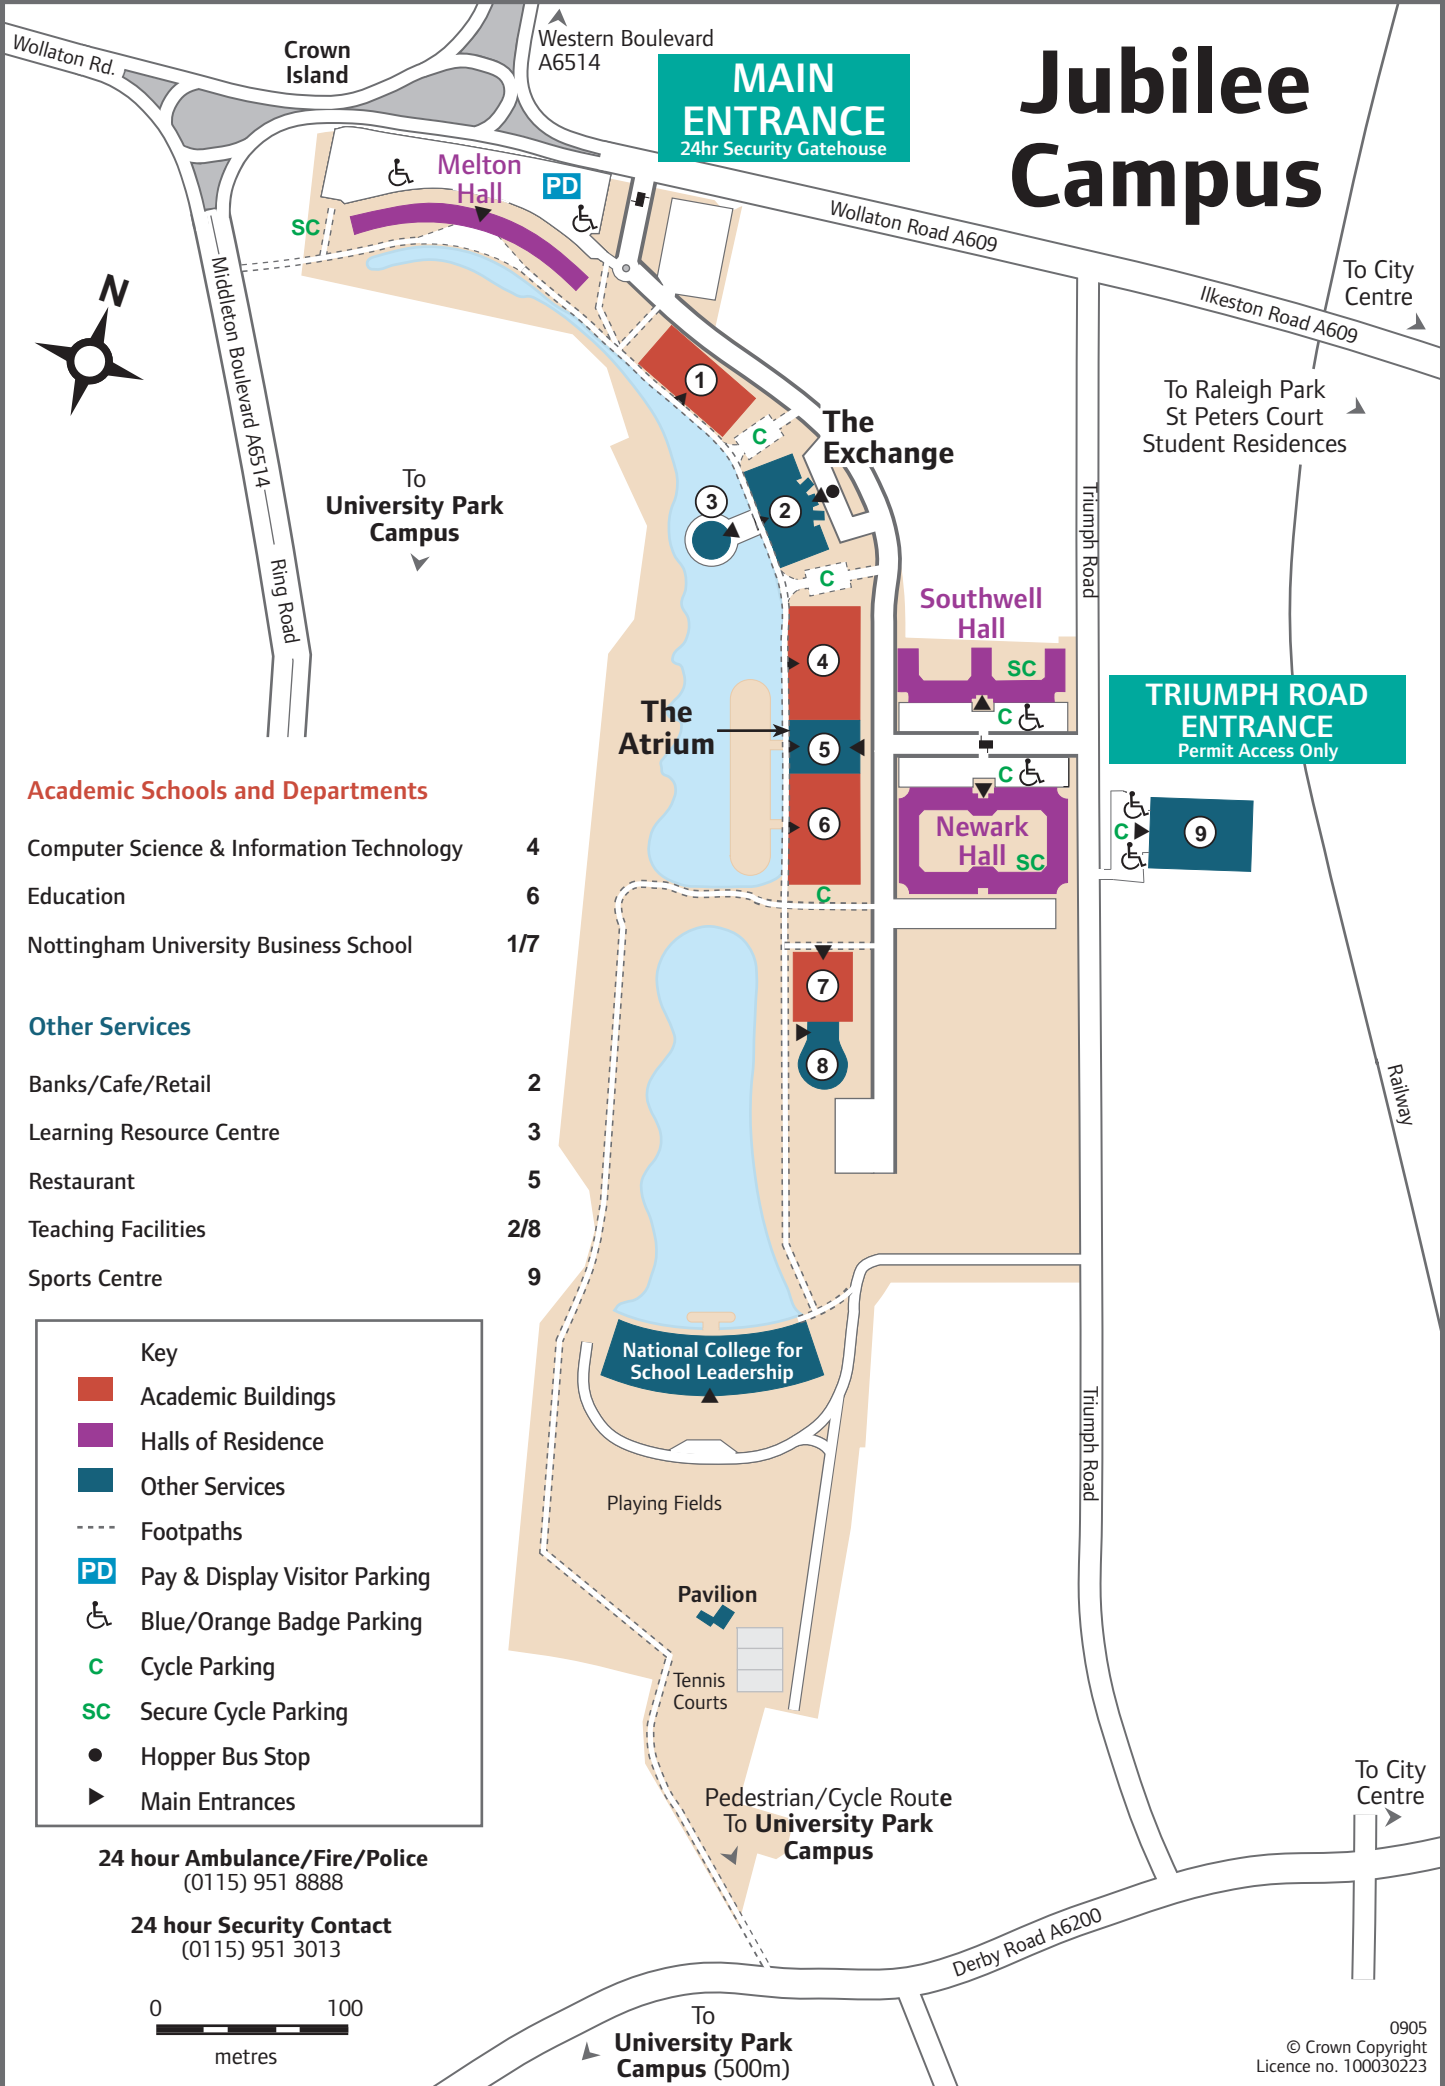 Jubilee
Campus
Wollaton Rd.
Crown
Island
Western Boulevard
A6514
MAIN
ENTRANCE
24hr Security Gatehouse
Melton
Hall
PD
SC
Wollaton Road A609
To City
Centre
Ilkeston Road A609
N
Middleton Boulevard A6514
Ring Road
To Raleigh Park
St Peters Court
Student Residences
1
C
The
Exchange
To
University Park
Campus
3
2
C
Triumph Road
Southwell
Hall
SC
4
C
The
Atrium
5
TRIUMPH ROAD
ENTRANCE
Permit Access Only
C
6
Newark
Hall
SC
C
9
C
7
8
Railway
Academic Schools and Departments
Computer Science & Information Technology 4
Education 6
Nottingham University Business School 1/7
Other Services
Banks/Cafe/Retail 2
Learning Resource Centre 3
Restaurant 5
Teaching Facilities 2/8
Sports Centre 9
National College for
School Leadership
Triumph Road
Playing Fields
Pavilion
Tennis
Courts
Key
Academic Buildings
Halls of Residence
Other Services
Footpaths
PD Pay & Display Visitor Parking
Blue/Orange Badge Parking
C Cycle Parking
SC Secure Cycle Parking
Hopper Bus Stop
Main Entrances
Pedestrian/Cycle Route
To University Park
Campus
To City
Centre
24 hour Ambulance/Fire/Police
(0115) 951 8888
24 hour Security Contact
(0115) 951 3013
Derby Road A6200
0 100
metres
To
University Park
Campus (500m)
0905
© Crown Copyright
Licence no. 100030223